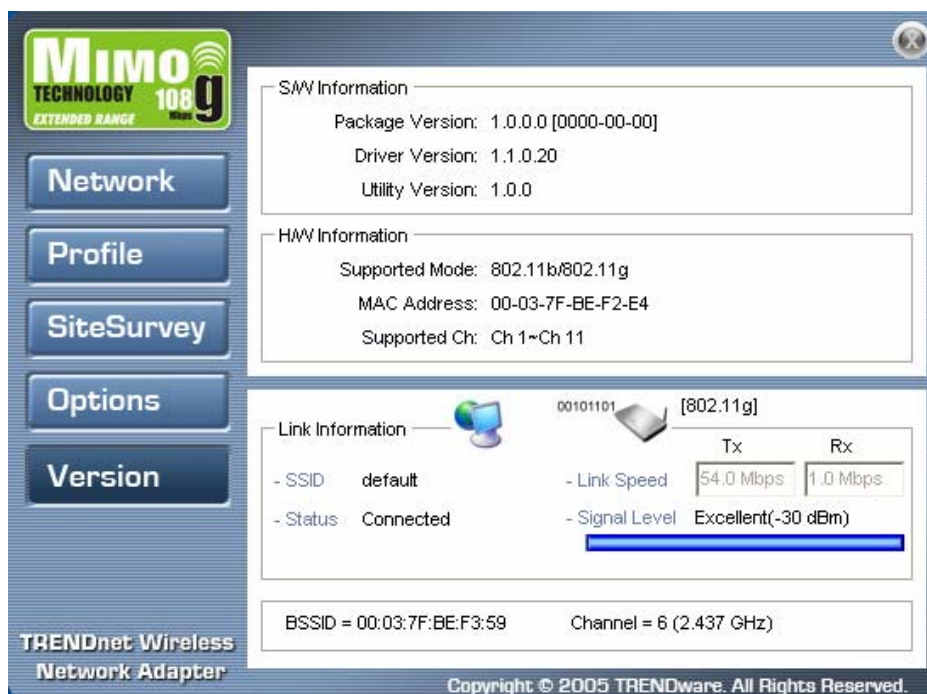 MIMO
TECHNOLOGY 108 g
Mbps
EXTENDED RANGE
Network
Profile
SiteSurvey
Options
Version
TRENDnet Wireless
Network Adapter
S/W Information
Package Version: 1.0.0.0 [0000-00-00]
Driver Version: 1.1.0.20
Utility Version: 1.0.0
H/W Information
Supported Mode: 802.11b/802.11g
MAC Address: 00-03-7F-BE-F2-E4
Supported Ch: Ch 1~Ch 11
00101101 [802.11g]
Link Information
Tx Rx
- SSID default - Link Speed 54.0 Mbps 1.0 Mbps
- Status Connected - Signal Level Excellent(-30 dBm)
BSSID = 00:03:7F:BE:F3:59 Channel = 6 (2.437 GHz)
Copyright © 2005 TRENDware. All Rights Reserved.